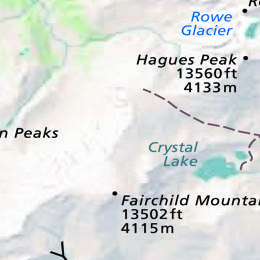 Rowe
Glacier
Hagues Peak
13560 ft
4133 m
n Peaks
Crystal
Lake
Fairchild Mountai
13502 ft
4115 m